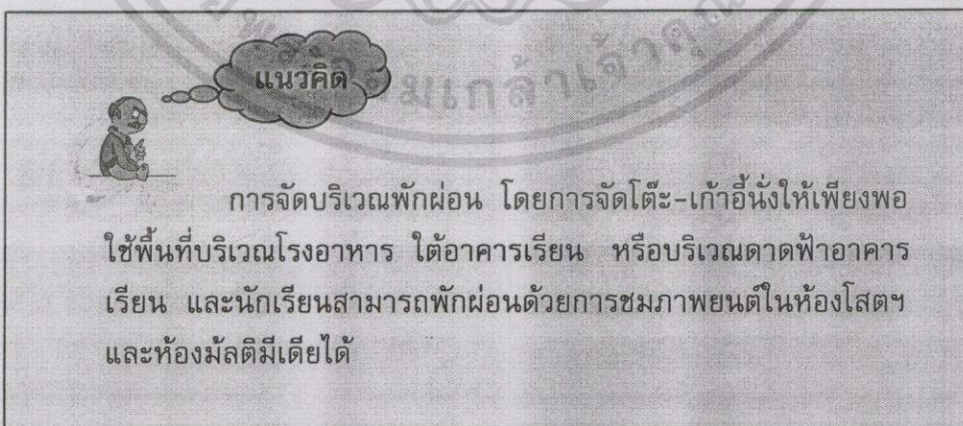 แนวคิด
การจัดบริเวณพักผ่อน โดยการจัดโต๊ะ-เก้าอี้นั่งให้เพียงพอ
ใช้พื้นที่บริเวณโรงอาหาร ใต้อาคารเรียน หรือบริเวณดาดฟ้าอาคาร
เรียน และนักเรียนสามารถพักผ่อนด้วยการชมภาพยนต์ในห้องโสตฯ
และห้องมัลติมีเดียได้